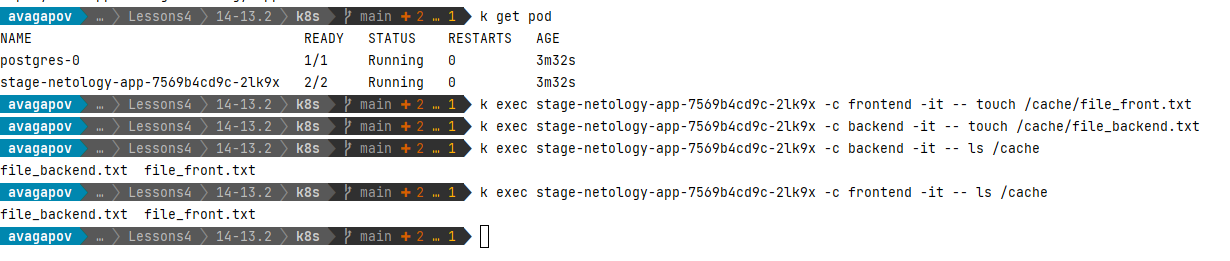 avagapov … Lessons4 14-13.2 k8s main + 2 … 1 k get pod
NAME READY STATUS RESTARTS AGE
postgres-0 1/1 Running 0 3m32s
stage-netology-app-7569b4cd9c-2lk9x 2/2 Running 0 3m32s
avagapov … Lessons4 14-13.2 k8s main + 2 … 1 k exec stage-netology-app-7569b4cd9c-2lk9x -c frontend -it -- touch /cache/file_front.txt
avagapov … Lessons4 14-13.2 k8s main + 2 … 1 k exec stage-netology-app-7569b4cd9c-2lk9x -c backend -it -- touch /cache/file_backend.txt
avagapov … Lessons4 14-13.2 k8s main + 2 … 1 k exec stage-netology-app-7569b4cd9c-2lk9x -c backend -it -- ls /cache
file_backend.txt file_front.txt
avagapov … Lessons4 14-13.2 k8s main + 2 … 1 k exec stage-netology-app-7569b4cd9c-2lk9x -c frontend -it -- ls /cache
file_backend.txt file_front.txt
avagapov … Lessons4 14-13.2 k8s main + 2 … 1